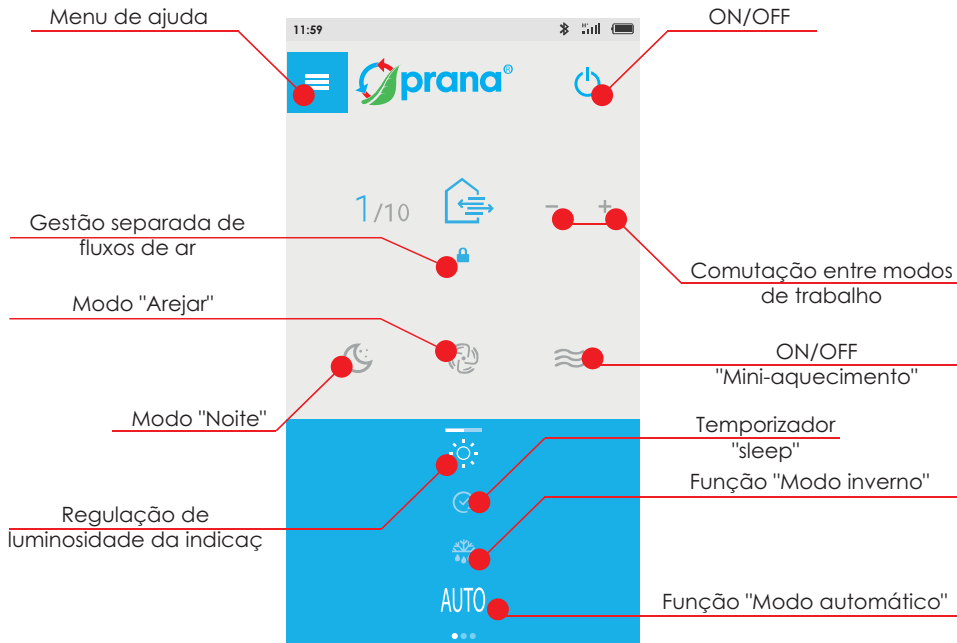 Menu de ajuda
ON/OFF
11:59
H+
prana®
1/10
− +
Gestão separada de
fluxos de ar
Comutação entre modos
de trabalho
Modo "Arejar"
ON/OFF
"Mini-aquecimento"
Modo "Noite"
Temporizador
"sleep"
Função "Modo inverno"
Regulação de
luminosidade da indicaç
AUTO
Função "Modo automático"